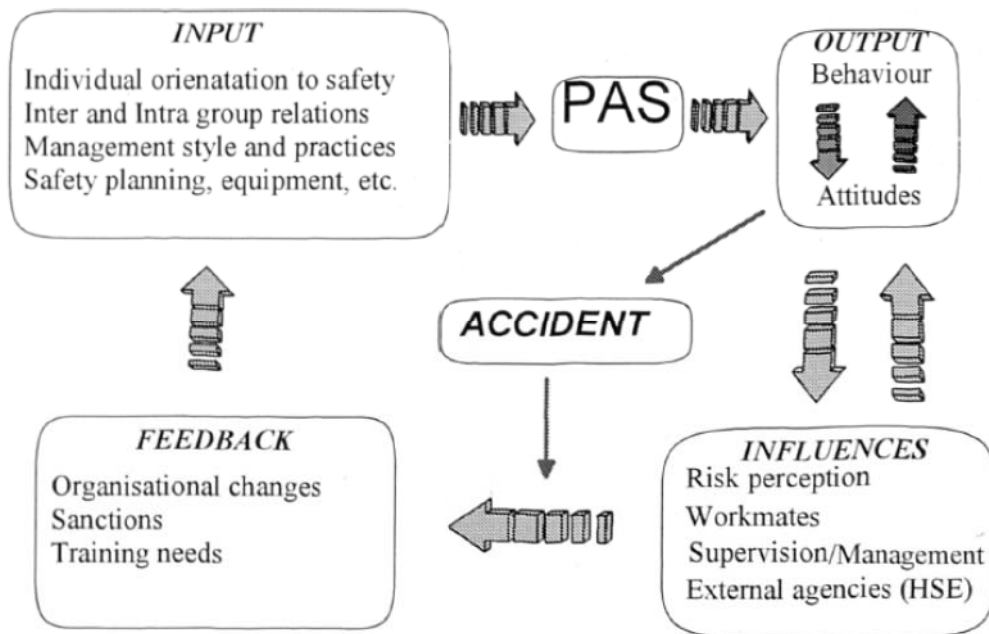 INPUT
Individual orienatation to safety
Inter and Intra group relations
Management style and practices
Safety planning, equipment, etc.
PAS
OUTPUT
Behaviour
Attitudes
ACCIDENT
FEEDBACK
Organisational changes
Sanctions
Training needs
INFLUENCES
Risk perception
Workmates
Supervision/Management
External agencies (HSE)